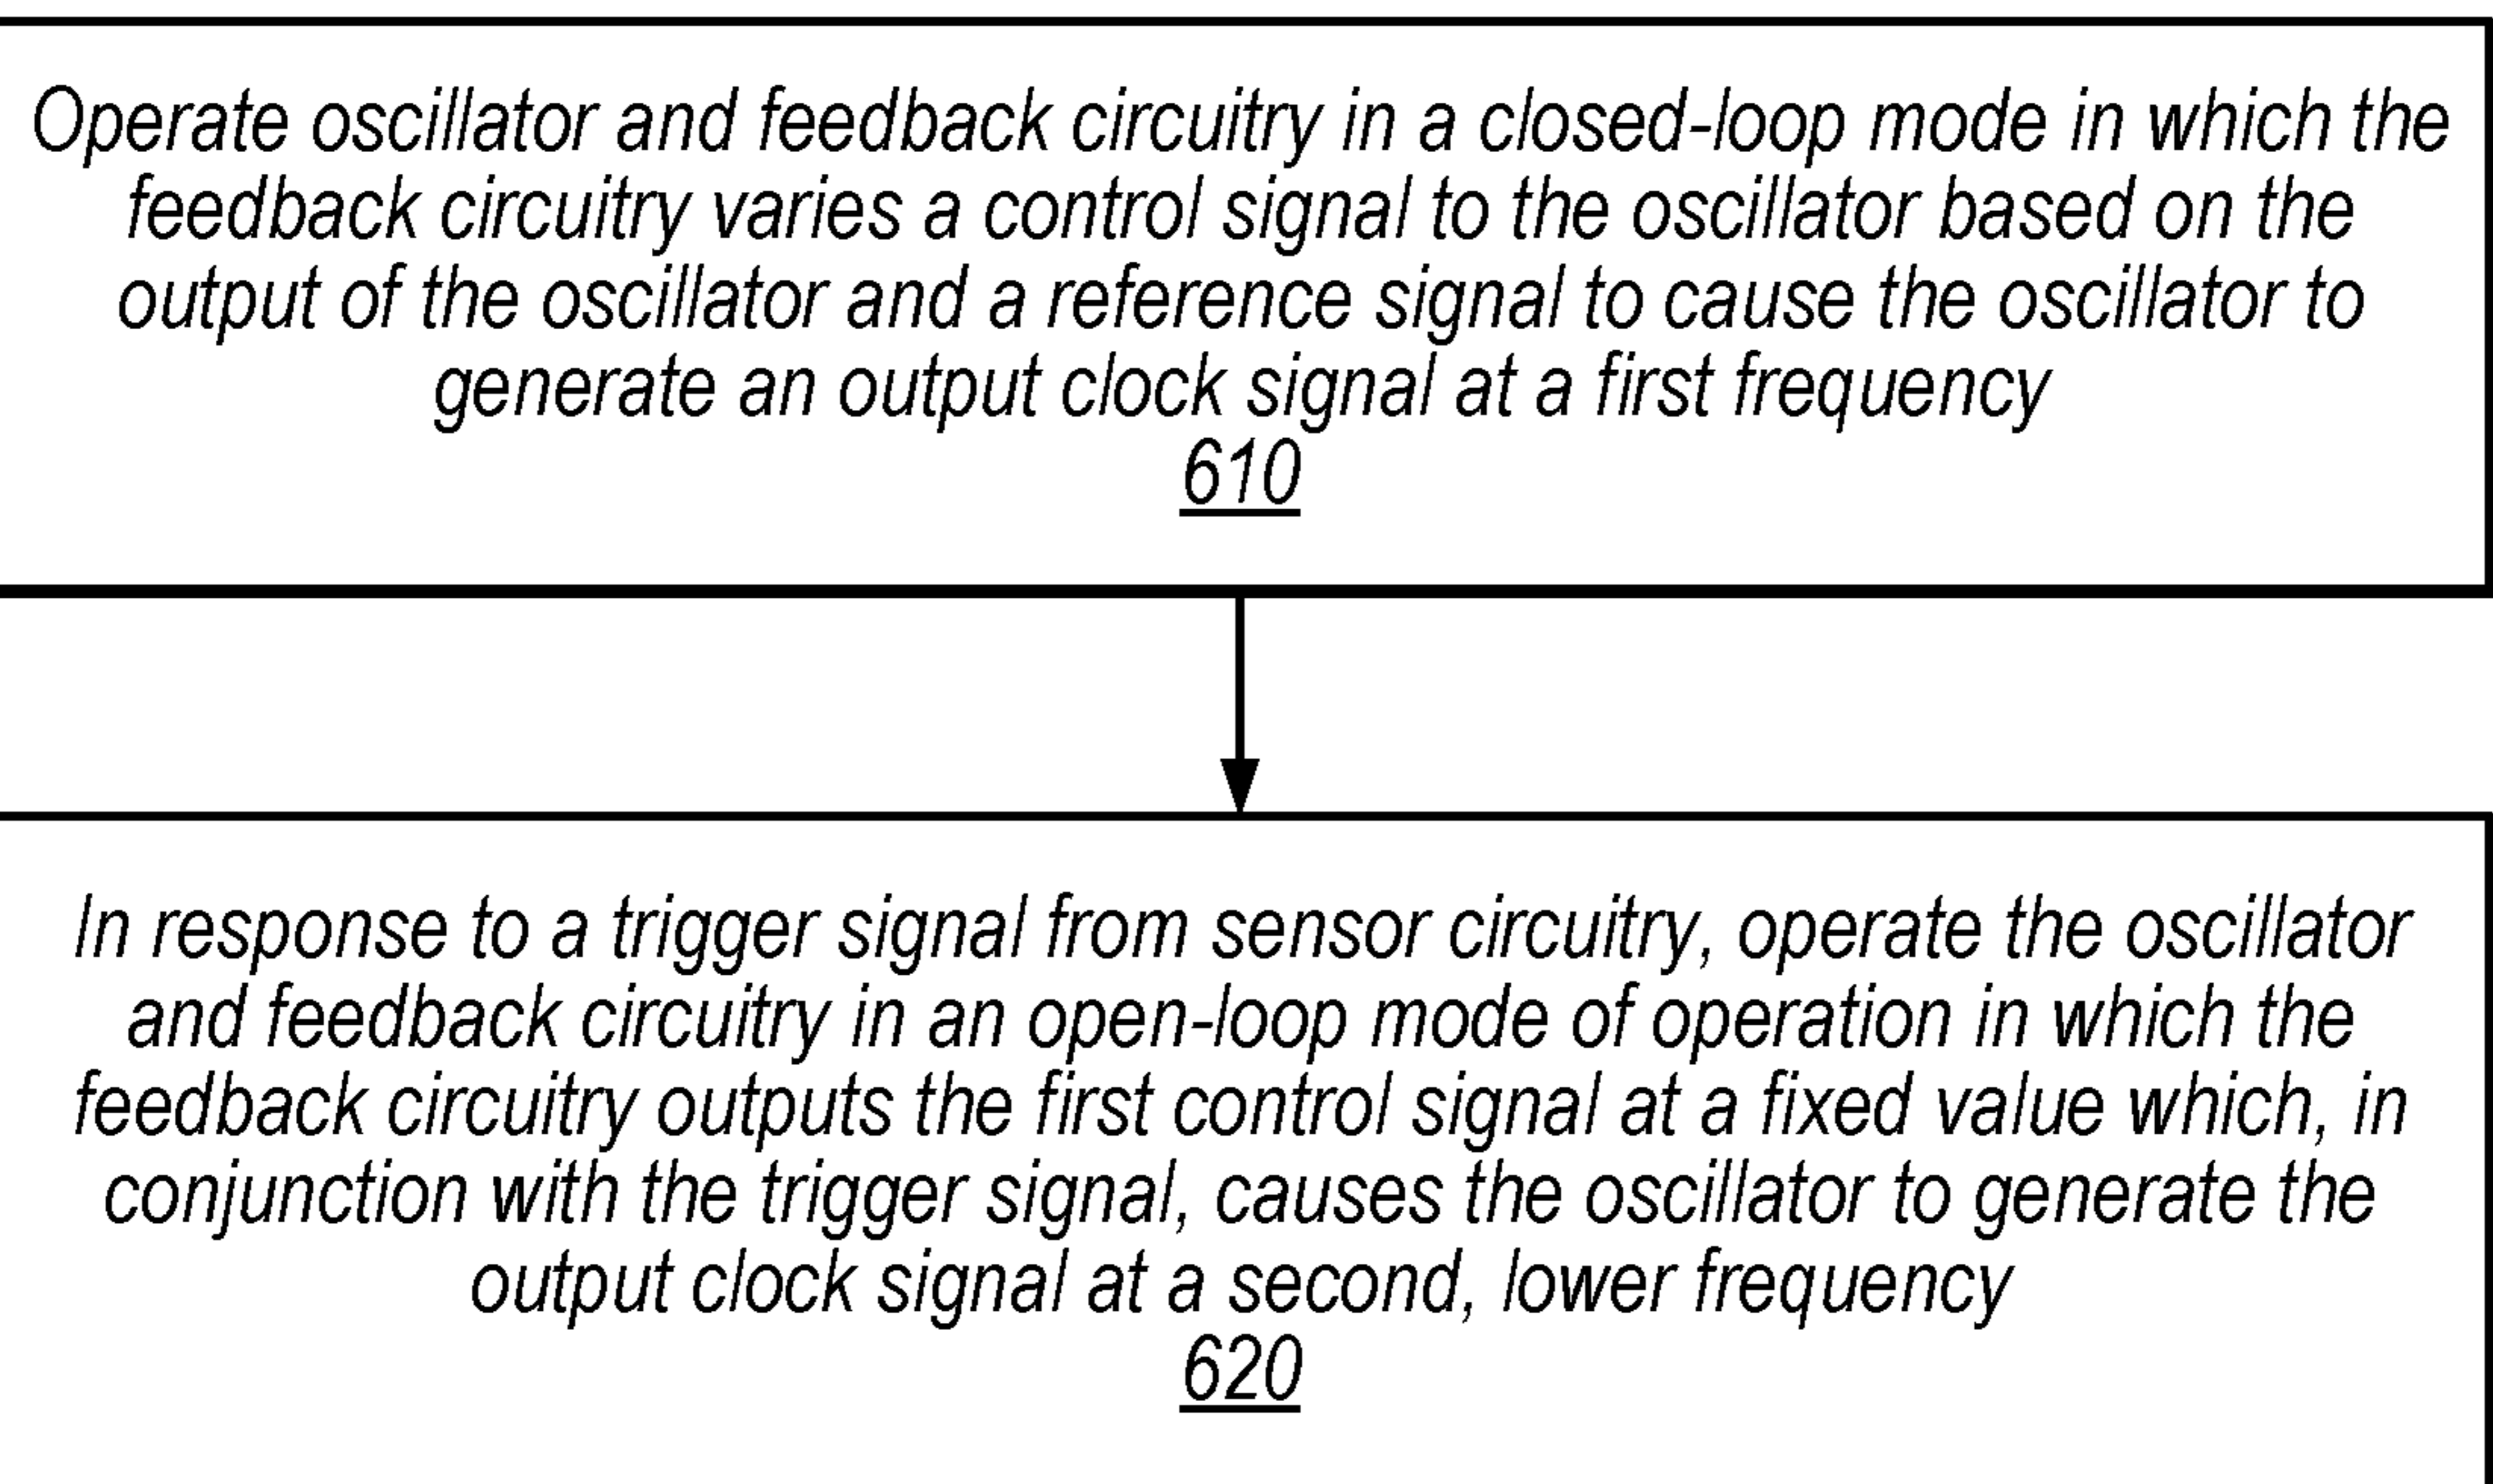 Operate oscillator and feedback circuitry in a closed-loop mode in which the
feedback circuitry varies a control signal to the oscillator based on the
output of the oscillator and a reference signal to cause the oscillator to
generate an output clock signal at a first frequency
610
In response to a trigger signal from sensor circuitry, operate the oscillator
and feedback circuitry in an open-loop mode of operation in which the
feedback circuitry outputs the first control signal at a fixed value which, in
conjunction with the trigger signal, causes the oscillator to generate the
output clock signal at a second, lower frequency
620